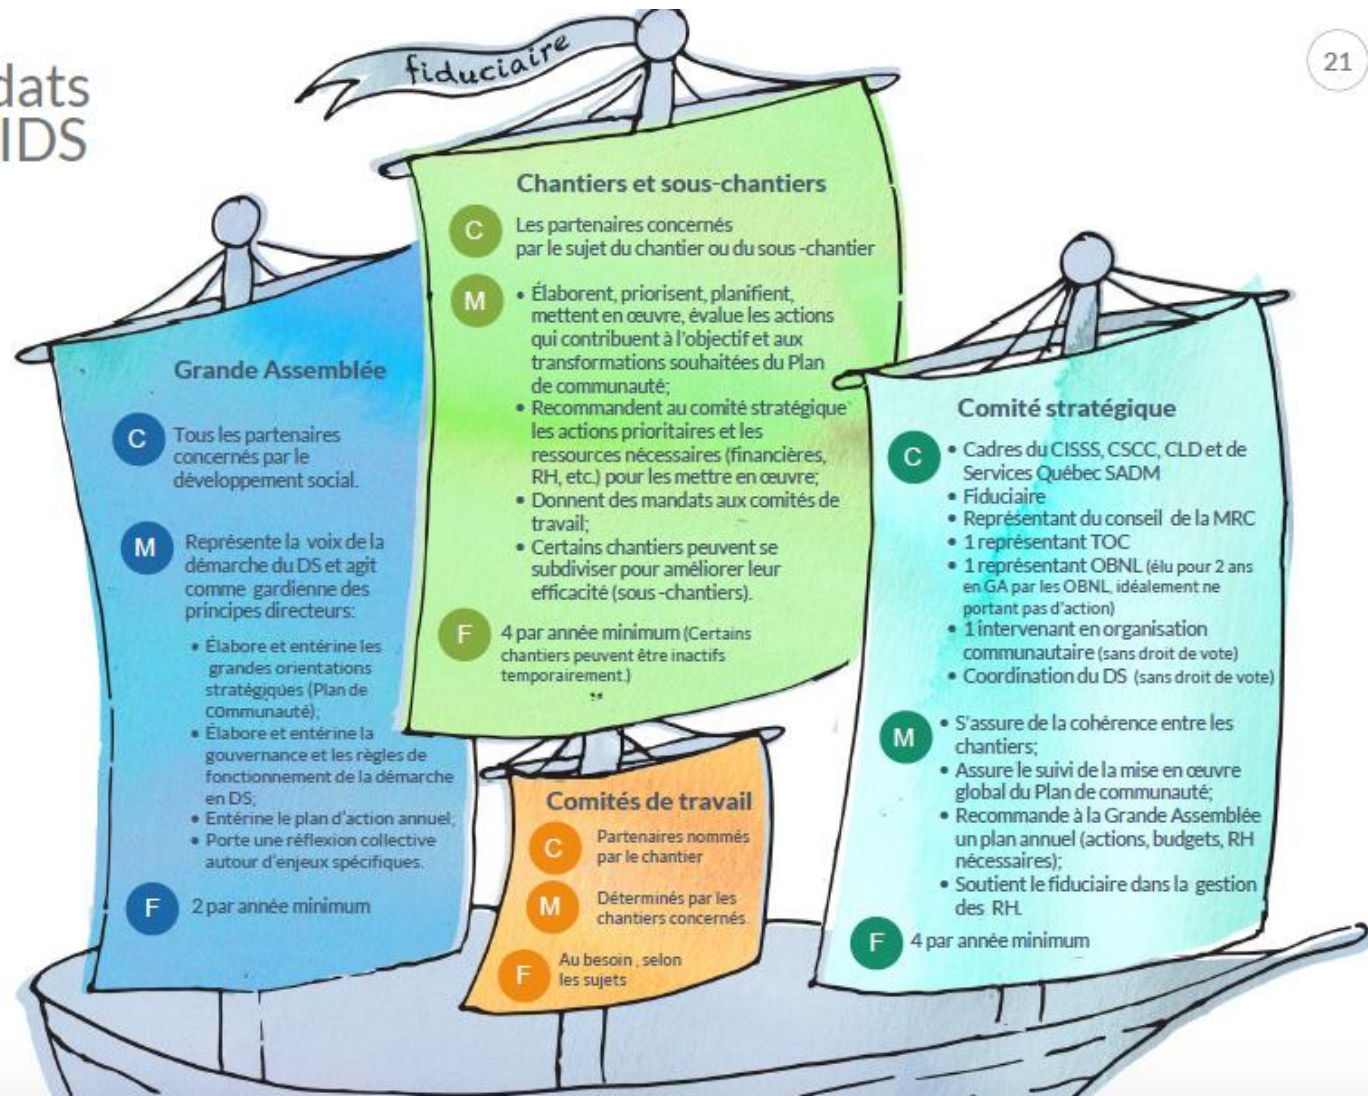 dats
IDS
21
fiduciaire
Grande Assemblée
C
Tous les partenaires
concernés par le
développement social.
M
Représente la voix de la
démarche du DS et agit
comme gardienne des
principes directeurs:
• Élabore et entérine les
grandes orientations
stratégiques (Plan de
communauté);
• Élabore et entérine la
gouvernance et les règles de
fonctionnement de la démarche
en DS;
• Entérine le plan d'action annuel;
• Porte une réflexion collective
autour d'enjeux spécifiques.
F
2 par année minimum
Chantiers et sous-chantiers
C
Les partenaires concernés
par le sujet du chantier ou du sous -chantier
M
• Élaborent, priorisent, planifient,
mettent en œuvre, évalue les actions
qui contribuent à l'objectif et aux
transformations souhaitées du Plan
de communauté;
• Recommandent au comité stratégique
les actions prioritaires et les
ressources nécessaires (financières,
RH, etc.) pour les mettre en œuvre;
• Donnent des mandats aux comités de
travail;
• Certains chantiers peuvent se
subdiviser pour améliorer leur
efficacité (sous -chantiers).
F
4 par année minimum (Certains
chantiers peuvent être inactifs
temporairement.)
Comités de travail
C
Partenaires nommés
par le chantier
M
Déterminés par les
chantiers concernés
F
Au besoin , selon
les sujets
Comité stratégique
C
• Cadres du CISSS, CSCC, CLD et de
Services Québec SADM
• Fiduciaire
• Représentant du conseil de la MRC
• 1 représentant TOC
• 1 représentant OBNL (élu pour 2 ans
en GA par les OBNL, idéalement ne
portant pas d'action)
• 1 intervenant en organisation
communautaire (sans droit de vote)
• Coordination du DS (sans droit de vote)
M
• S'assure de la cohérence entre les
chantiers;
• Assure le suivi de la mise en œuvre
global du Plan de communauté;
• Recommande à la Grande Assemblée
un plan annuel (actions, budgets, RH
nécessaires);
• Soutient le fiduciaire dans la gestion
des RH.
F
4 par année minimum